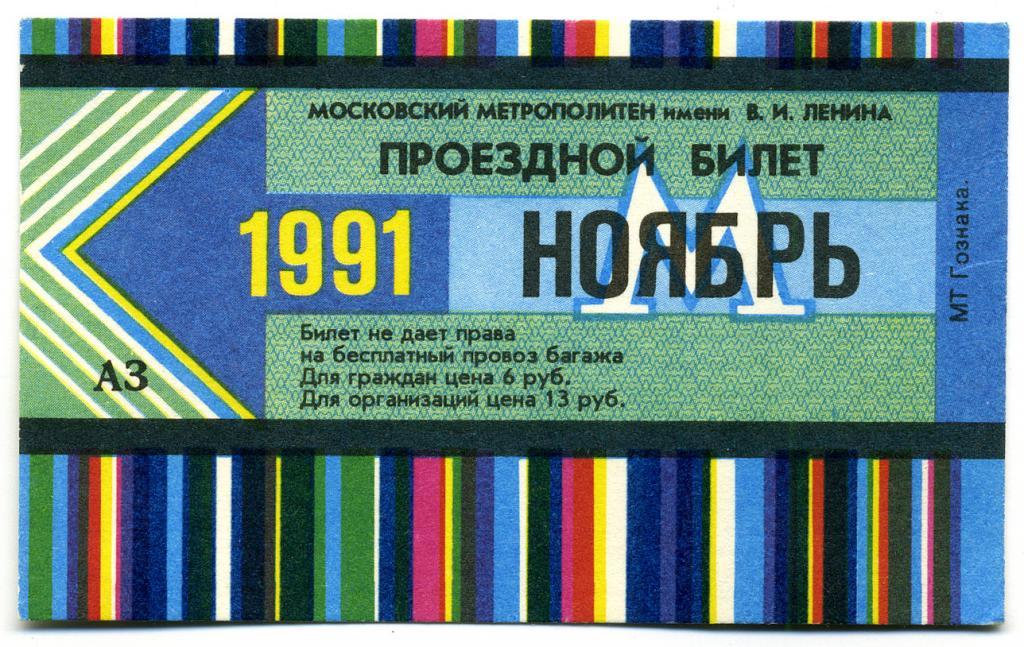 МОСКОВСКИЙ МЕТРОПОЛИТЕН имени В. И. ЛЕНИНА
ПРОЕЗДНОЙ БИЛЕТ
М
1991 НОЯБРЬ
Билет не дает права
на бесплатный провоз багажа
Для граждан цена 6 руб.
Для организаций цена 13 руб.
АЗ
МТ Гознака.